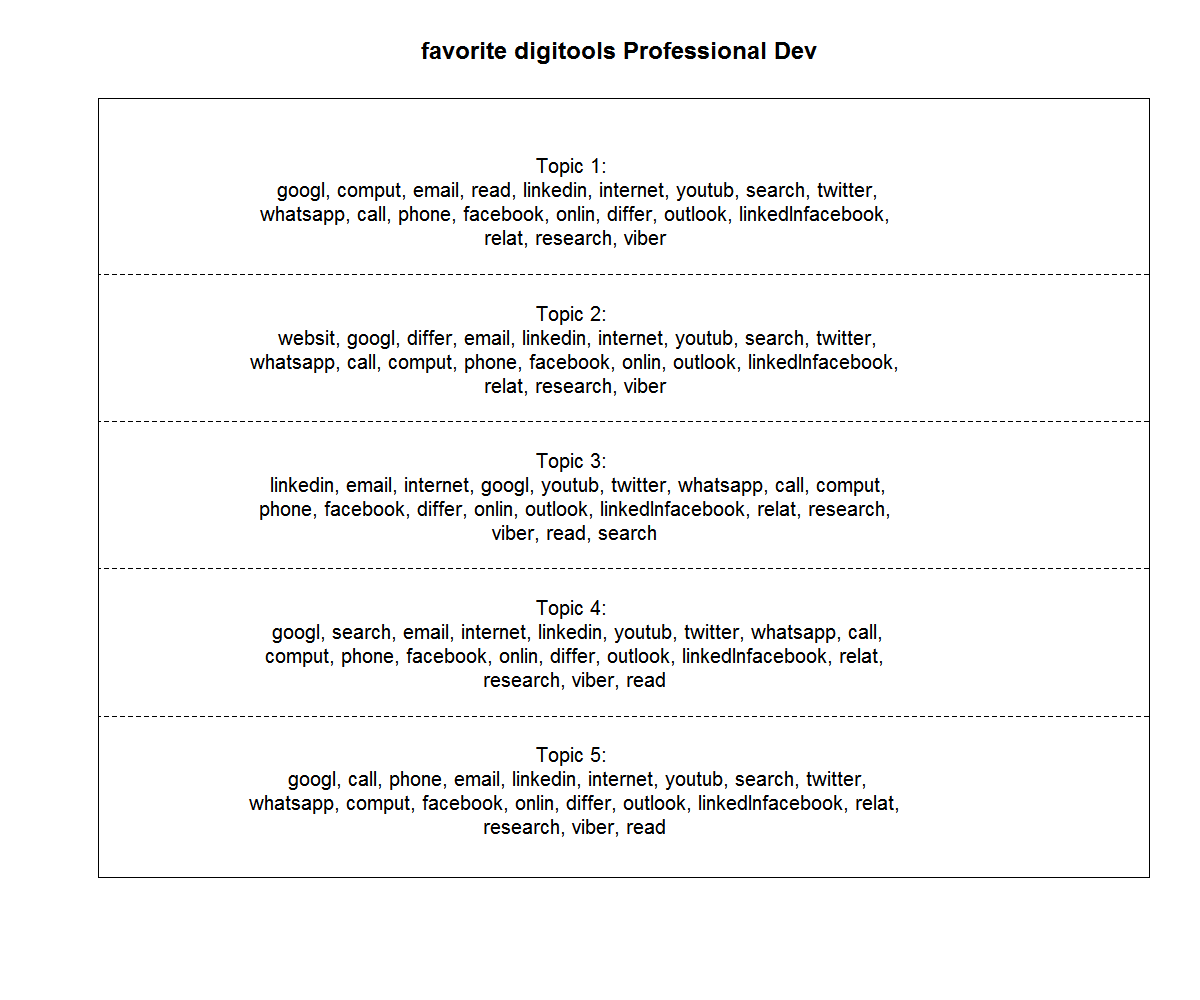 favorite digitools Professional Dev
Topic 1:
googl, comput, email, read, linkedin, internet, youtub, search, twitter,
whatsapp, call, phone, facebook, onlin, differ, outlook, linkedInfacebook,
relat, research, viber
Topic 2:
websit, googl, differ, email, linkedin, internet, youtub, search, twitter,
whatsapp, call, comput, phone, facebook, onlin, outlook, linkedInfacebook,
relat, research, viber
Topic 3:
linkedin, email, internet, googl, youtub, twitter, whatsapp, call, comput,
phone, facebook, differ, onlin, outlook, linkedInfacebook, relat, research,
viber, read, search
Topic 4:
googl, search, email, internet, linkedin, youtub, twitter, whatsapp, call,
comput, phone, facebook, onlin, differ, outlook, linkedInfacebook, relat,
research, viber, read
Topic 5:
googl, call, phone, email, linkedin, internet, youtub, search, twitter,
whatsapp, comput, facebook, onlin, differ, outlook, linkedInfacebook, relat,
research, viber, read